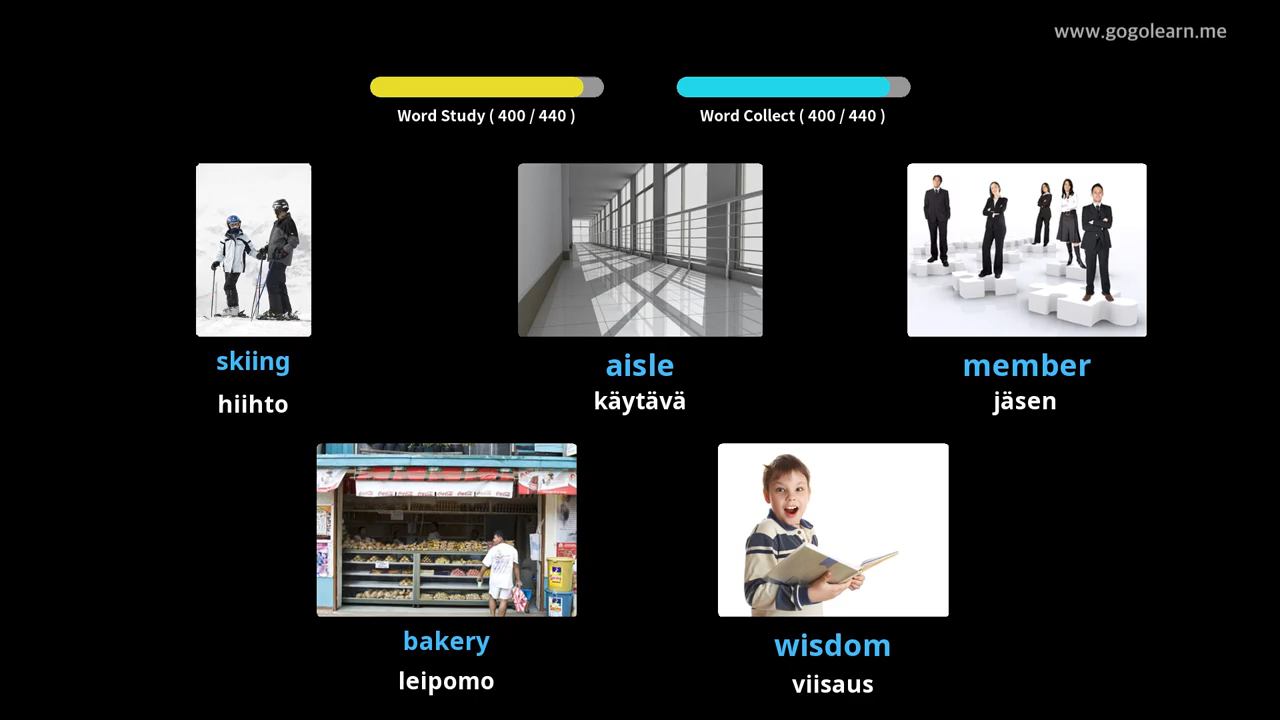 www.gogolearn.me
Word Study ( 400 / 440 )
Word Collect ( 400 / 440 )
skiing
hiihto
aisle
käytävä
member
jäsen
bakery
leipomo
wisdom
viisaus